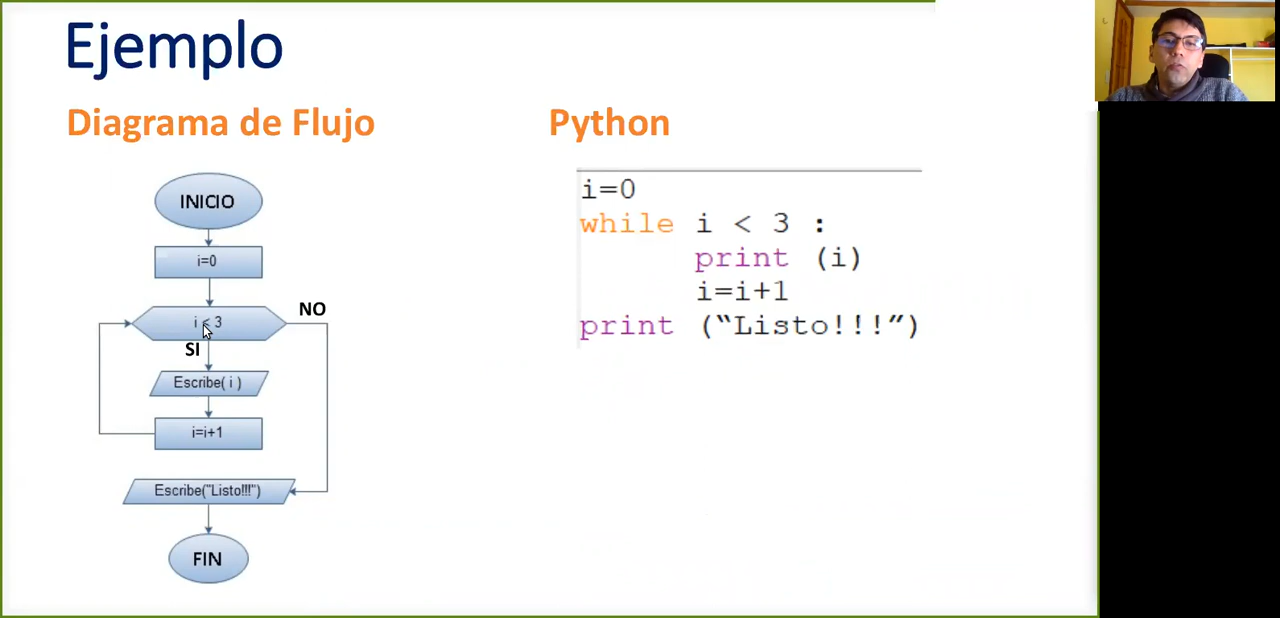 Ejemplo
Diagrama de Flujo
INICIO
i=0
i < 3
NO
SI
Escribe( i )
i=i+1
Escribe("Listo!!!")
FIN
Python
i=0
while i < 3 :
print (i)
i=i+1
print (“Listo!!!”)